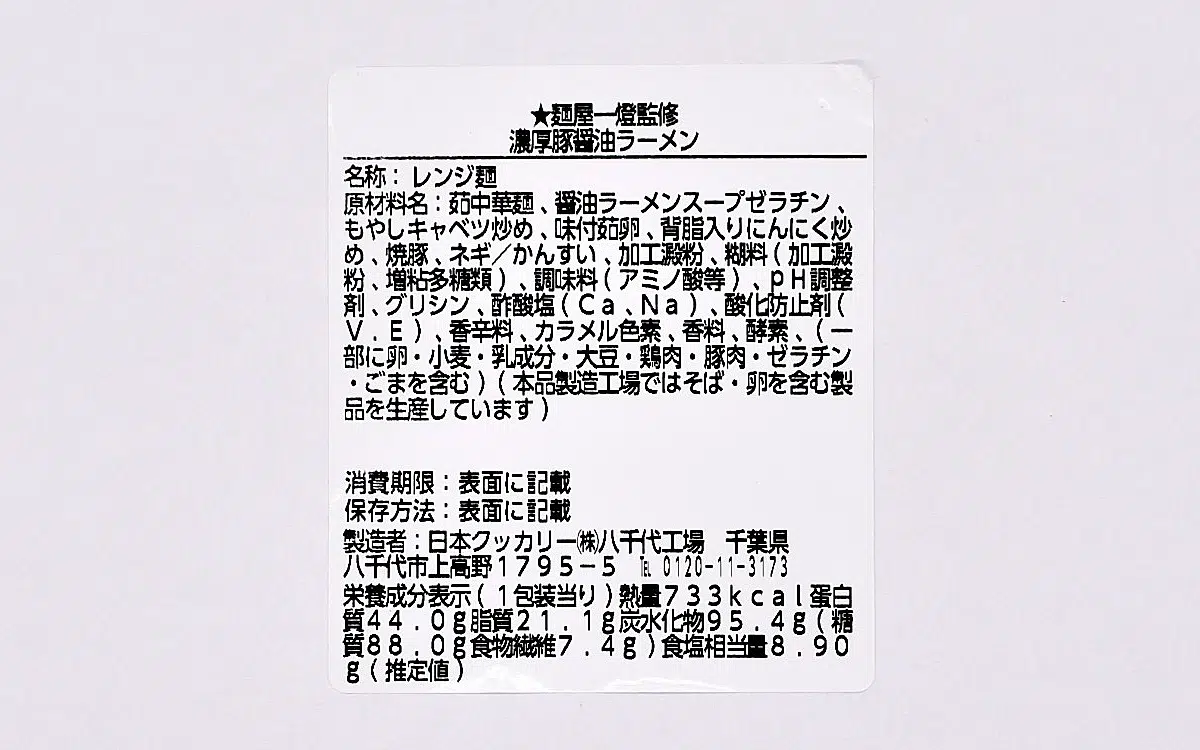 ★麺屋一燈監修
濃厚豚醤油ラーメン
名称：レンジ麺
原材料名：茹中華麺、醤油ラーメンスープゼラチン、
もやしキャベツ炒め、味付茹卵、背脂入りにんにく炒
め、焼豚、ネギ／かんすい、加工澱粉、糊料（加工澱
粉、増粘多糖類）、調味料（アミノ酸等）、ｐＨ調整
剤、グリシン、酢酸塩（Ｃａ、Ｎａ）、酸化防止剤（
Ｖ．Ｅ）、香辛料、カラメル色素、香料、酵素、（一
部に卵・小麦・乳成分・大豆・鶏肉・豚肉・ゼラチン
・ごまを含む）（本品製造工場ではそば・卵を含む製
品を生産しています）
消費期限：表面に記載
保存方法：表面に記載
製造者：日本クッカリー㈱八千代工場　千葉県
八千代市上高野１７９５－５　℡ 0120-11-3173
栄養成分表示（１包装当り）熱量７３３ｋｃａｌ蛋白
質４４．０ｇ脂質２１．１ｇ炭水化物９５．４ｇ（糖
質８８．０ｇ食物繊維７．４ｇ）食塩相当量８．９０
ｇ（推定値）